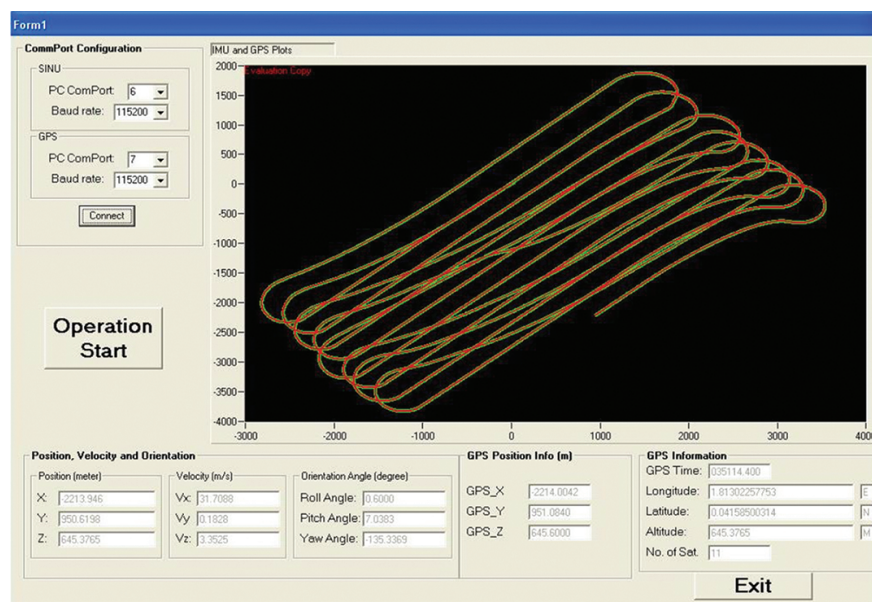 Form1
CommPort Configuration
SINU
PC ComPort: 6
Baud rate: 115200
GPS
PC ComPort: 7
Baud rate: 115200
Connect
Operation
Start
IMU and GPS Plots
Evaluation Copy
2000
1500
1000
500
0
-500
-1000
-1500
-2000
-2500
-3000
-3500
-4000
-3000 -2000 -1000 0 1000 2000 3000 4000
Position, Velocity and Orientation
Position (meter)
X: -2213.946
Y: 950.6198
Z: 645.3765
Velocity (m/s)
Vx: 31.7088
Vy 0.1828
Vz: 3.3525
Orientation Angle (degree)
Roll Angle: 0.6000
Pitch Angle: 7.0383
Yaw Angle: -135.3369
GPS Position Info (m)
GPS_X -2214.0042
GPS_Y 951.0840
GPS_Z 645.6000
GPS Information
GPS Time: 035114.400
Longitude: 1.81302257753 E
Latitude: 0.04158500314 N
Altitude: 645.3765 M
No. of Sat. 11
Exit